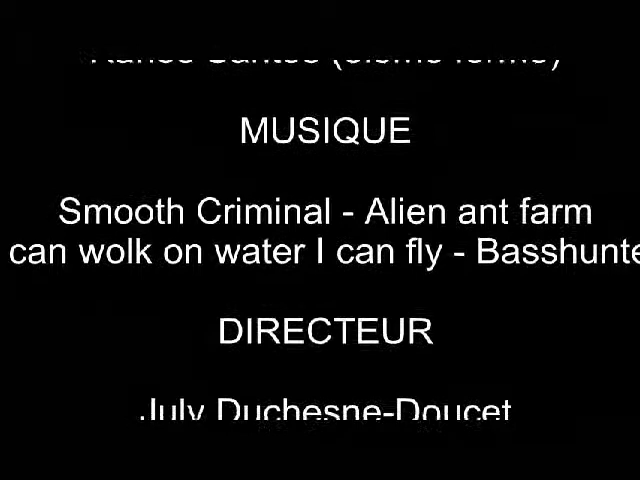 MUSIQUE
Smooth Criminal - Alien ant farm
can wolk on water I can fly - Basshunte
DIRECTEUR
July Duchesne-Doucet